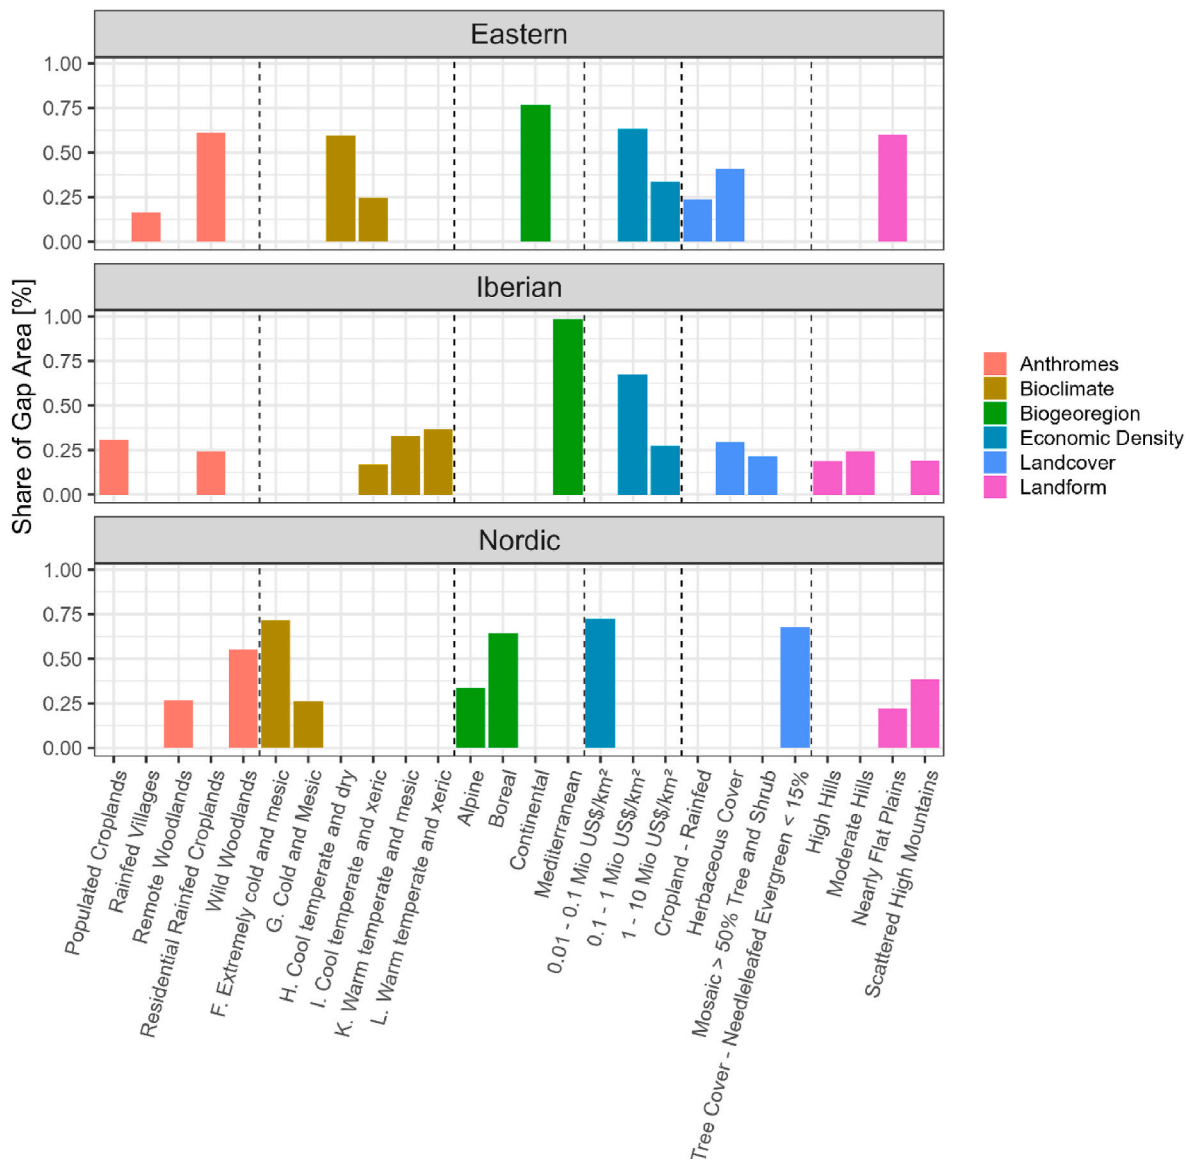 Eastern
1.00
0.75
0.50
0.25
0.00
Iberian
1.00
0.75
0.50
0.25
0.00
Nordic
1.00
0.75
0.50
0.25
0.00
Share of Gap Area [%]
Populated Croplands
Rainfed Villages
Remote Woodlands
Residential Rainfed Croplands
Wild Woodlands
F. Extremely cold and mesic
G. Cold and Mesic
H. Cool temperate and dry
I. Cool temperate and xeric
K. Warm temperate and mesic
L. Warm temperate and xeric
Alpine
Boreal
Continental
Mediterranean
0.01 - 0.1 Mio US$/km²
0.1 - 1 Mio US$/km²
1 - 10 Mio US$/km²
Cropland - Rainfed
Herbaceous Cover
Mosaic > 50% Tree and Shrub
Tree Cover - Needleleafed Evergreen < 15%
High Hills
Moderate Hills
Nearly Flat Plains
Scattered High Mountains
Anthromes
Bioclimate
Biogeoregion
Economic Density
Landcover
Landform